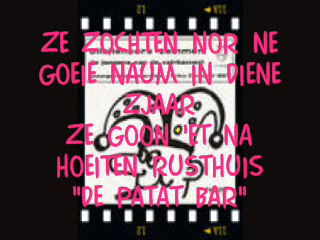 ZE ZOCHTEN NOR NE
GOEIE NAUM IN DIENE
ZJAAR
ZE GOON 'ET NA
HOEITEN RUSTHUIS
"DE PATAT BAR"